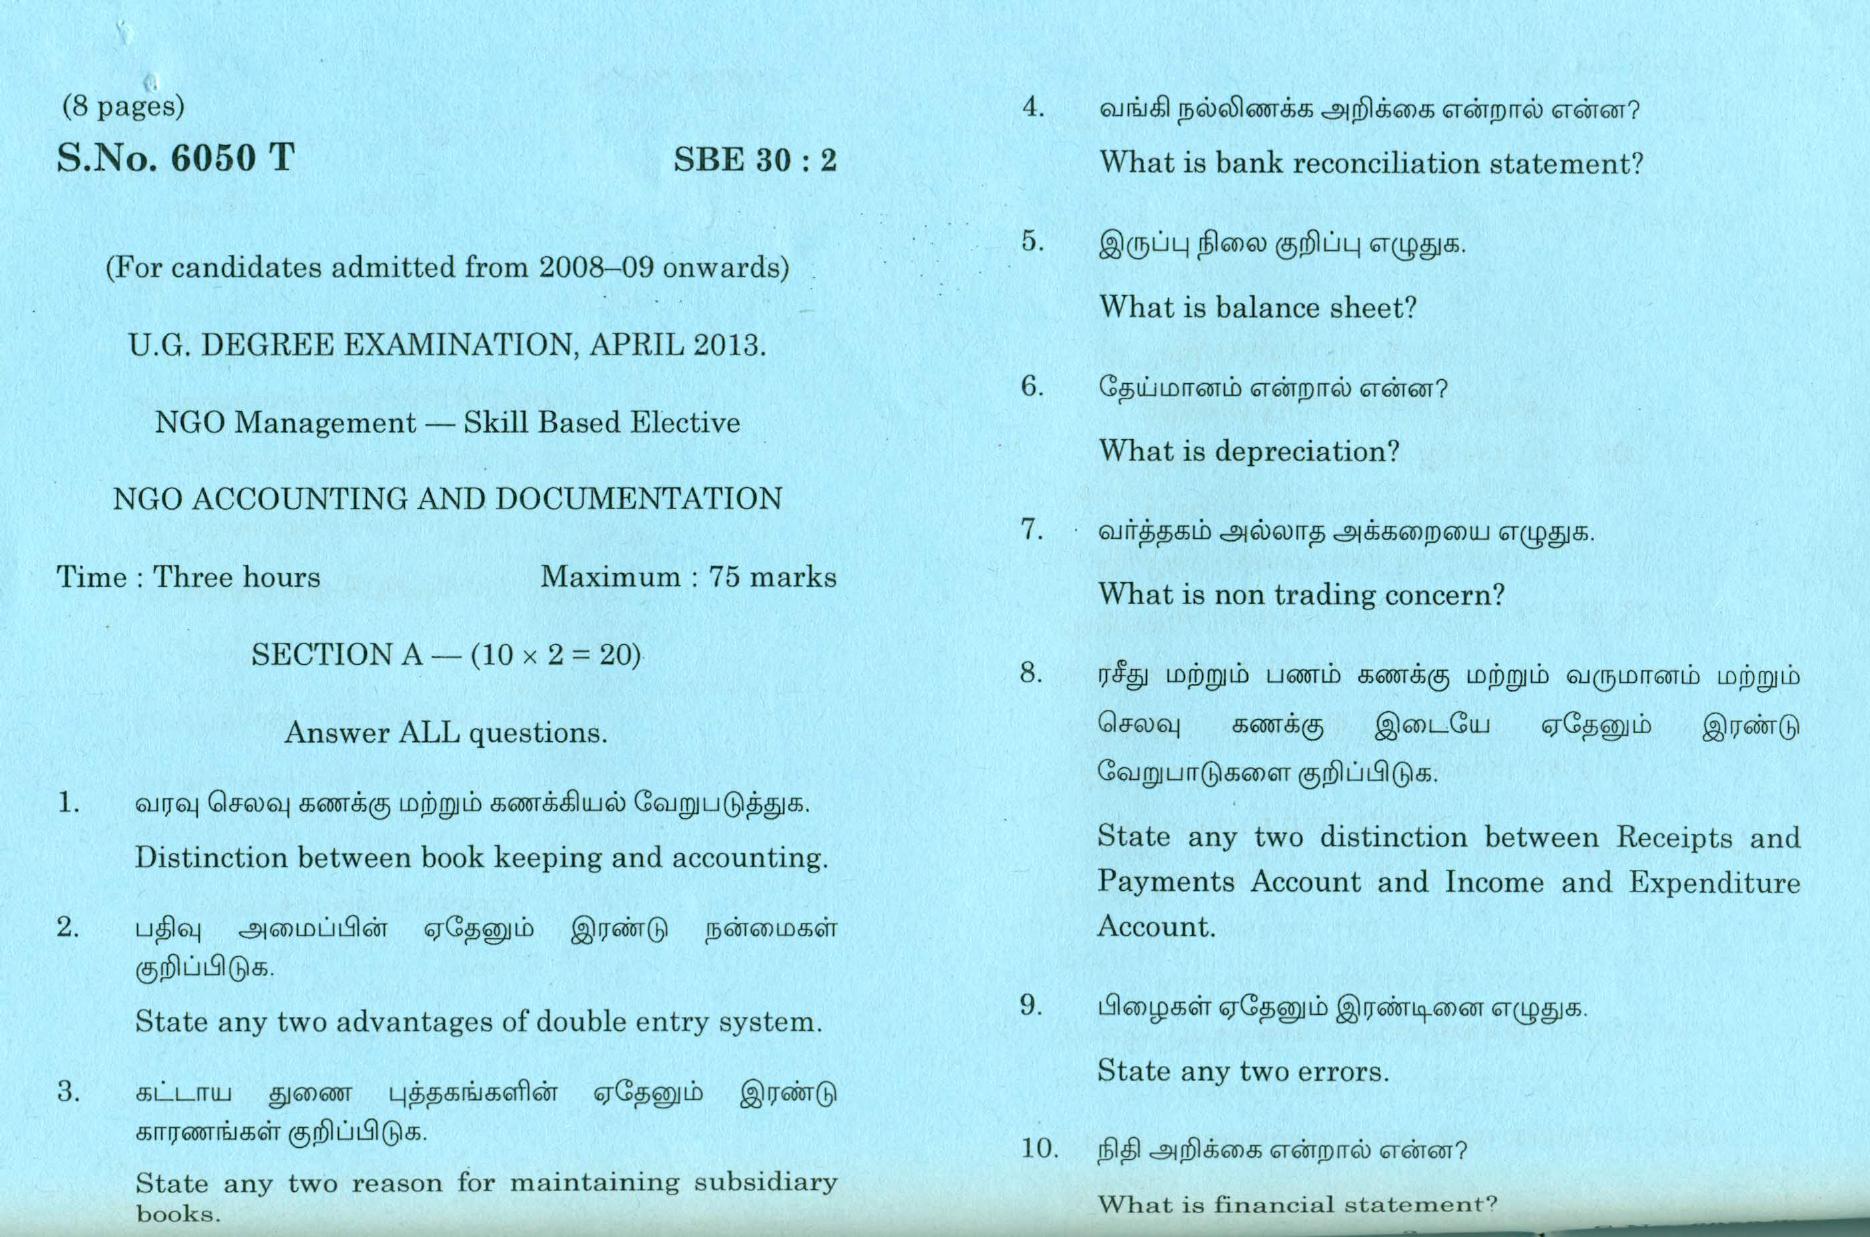 (8 pages)
S.No. 6050 T SBE 30 : 2
(For candidates admitted from 2008–09 onwards)
U.G. DEGREE EXAMINATION, APRIL 2013.
NGO Management — Skill Based Elective
NGO ACCOUNTING AND DOCUMENTATION
Time : Three hours Maximum : 75 marks
SECTION A — (10 × 2 = 20)
Answer ALL questions.
1. வரவு செலவு கணக்கு மற்றும் கணக்கியல் வேறுபடுத்துக.
Distinction between book keeping and accounting.
2. பதிவு அமைப்பின் ஏதேனும் இரண்டு நன்மைகள்
குறிப்பிடுக.
State any two advantages of double entry system.
3. கட்டாய துணை புத்தகங்களின் ஏதேனும் இரண்டு
காரணங்கள் குறிப்பிடுக.
State any two reason for maintaining subsidiary
books.
4. வங்கி நல்லிணக்க அறிக்கை என்றால் என்ன?
What is bank reconciliation statement?
5. இருப்பு நிலை குறிப்பு எழுதுக.
What is balance sheet?
6. தேய்மானம் என்றால் என்ன?
What is depreciation?
7. வர்த்தகம் அல்லாத அக்கறையை எழுதுக.
What is non trading concern?
8. ரசீது மற்றும் பணம் கணக்கு மற்றும் வருமானம் மற்றும்
செலவு கணக்கு இடையே ஏதேனும் இரண்டு
வேறுபாடுகளை குறிப்பிடுக.
State any two distinction between Receipts and
Payments Account and Income and Expenditure
Account.
9. பிழைகள் ஏதேனும் இரண்டினை எழுதுக.
State any two errors.
10. நிதி அறிக்கை என்றால் என்ன?
What is financial statement?